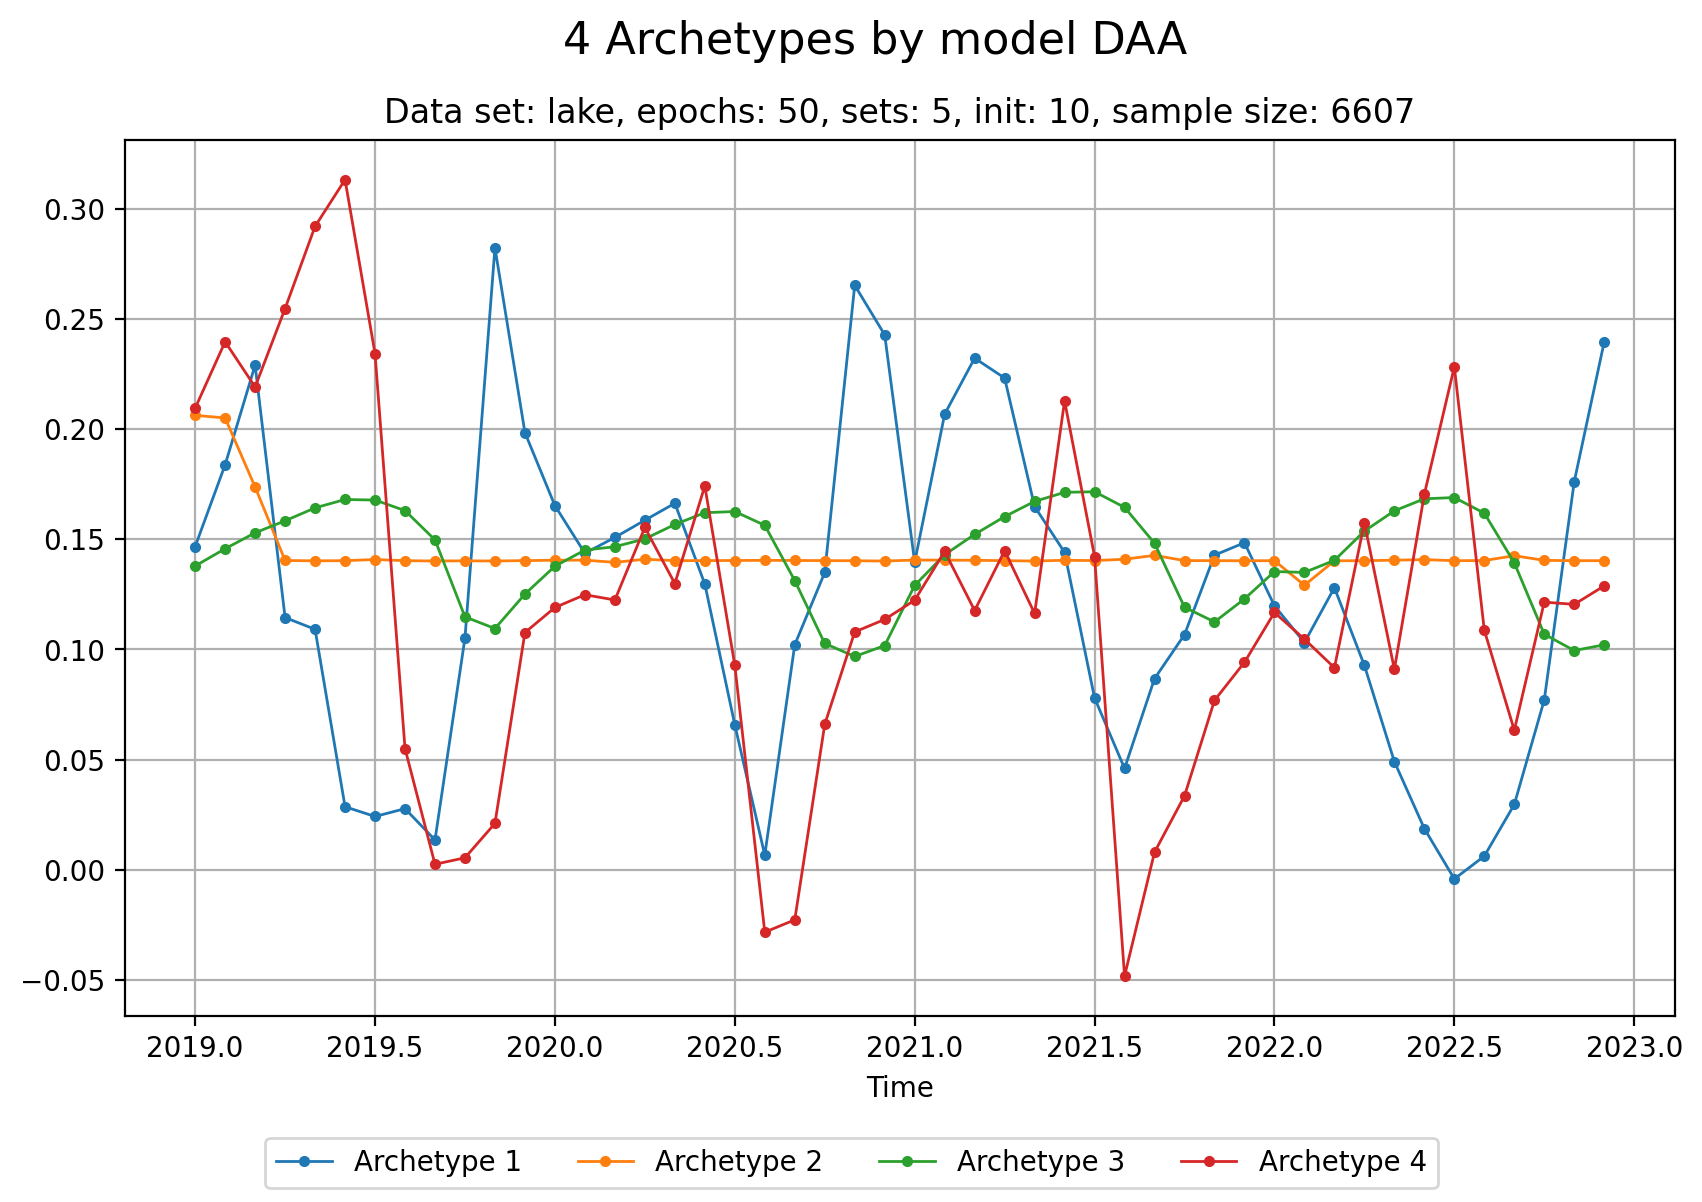 4 Archetypes by model DAA
Data set: lake, epochs: 50, sets: 5, init: 10, sample size: 6607
0.30
0.25
0.20
0.15
0.10
0.05
0.00
−0.05
2019.0 2019.5 2020.0 2020.5 2021.0 2021.5 2022.0 2022.5 2023.0
Time
Archetype 1 Archetype 2 Archetype 3 Archetype 4